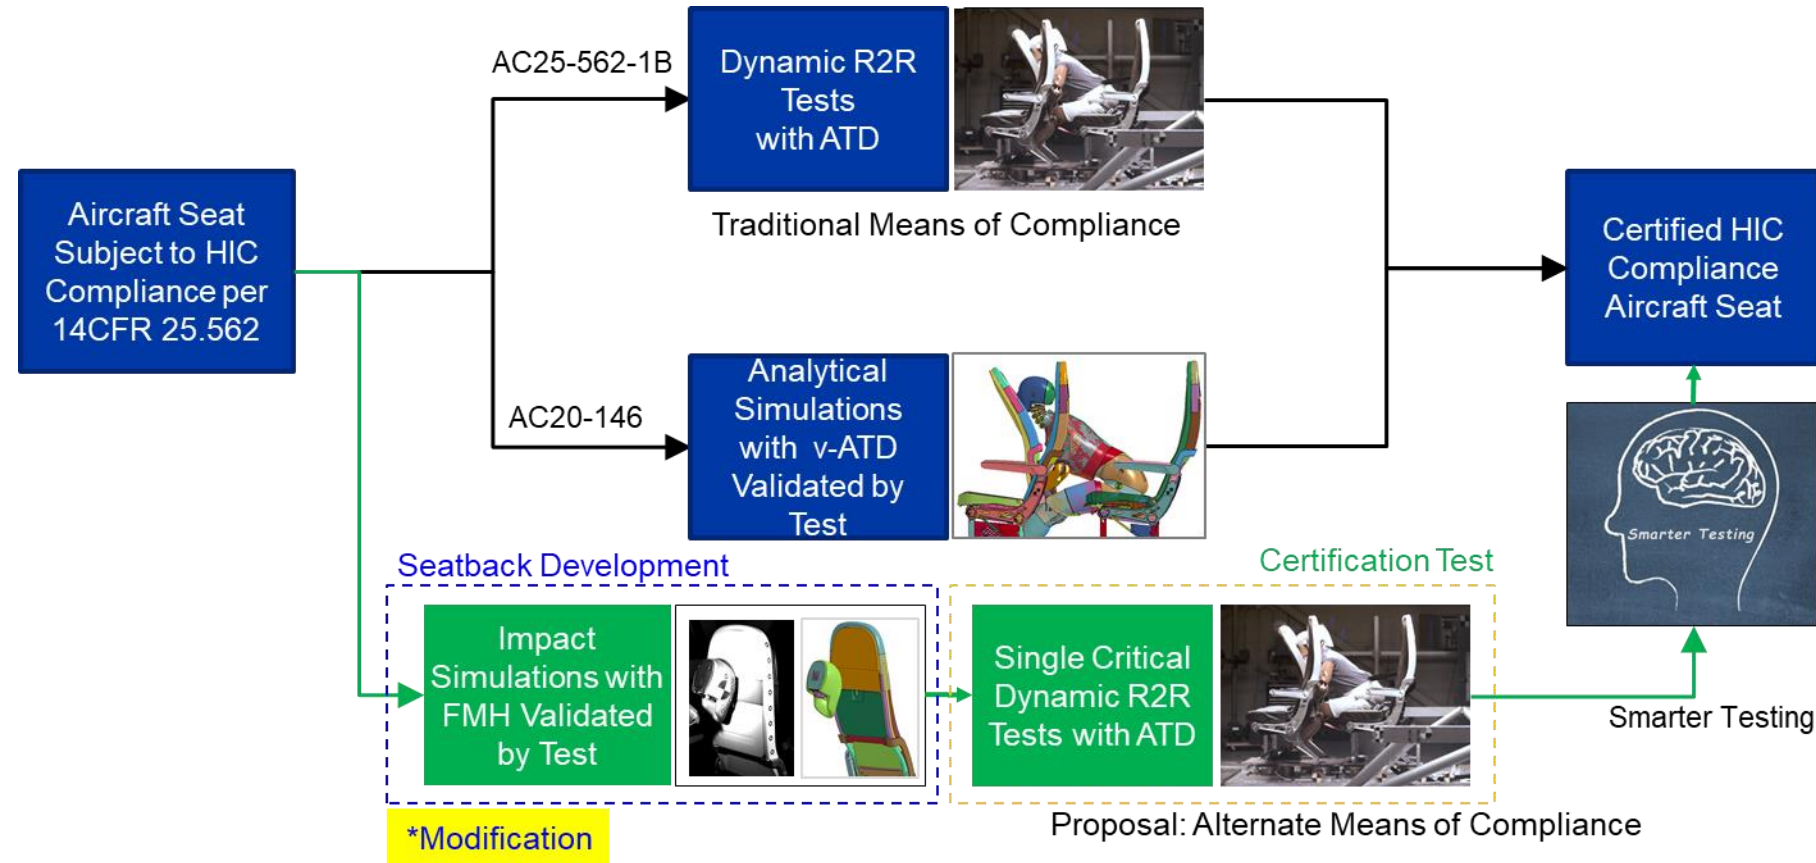 AC25-562-1B
Dynamic R2R
Tests
with ATD
Traditional Means of Compliance
Aircraft Seat
Subject to HIC
Compliance per
14CFR 25.562
Certified HIC
Compliance
Aircraft Seat
AC20-146
Analytical
Simulations
with v-ATD
Validated by
Test
Smarter Testing
Seatback Development
Certification Test
Impact
Simulations with
FMH Validated
by Test
Single Critical
Dynamic R2R
Tests with ATD
Smarter Testing
*Modification
Proposal: Alternate Means of Compliance